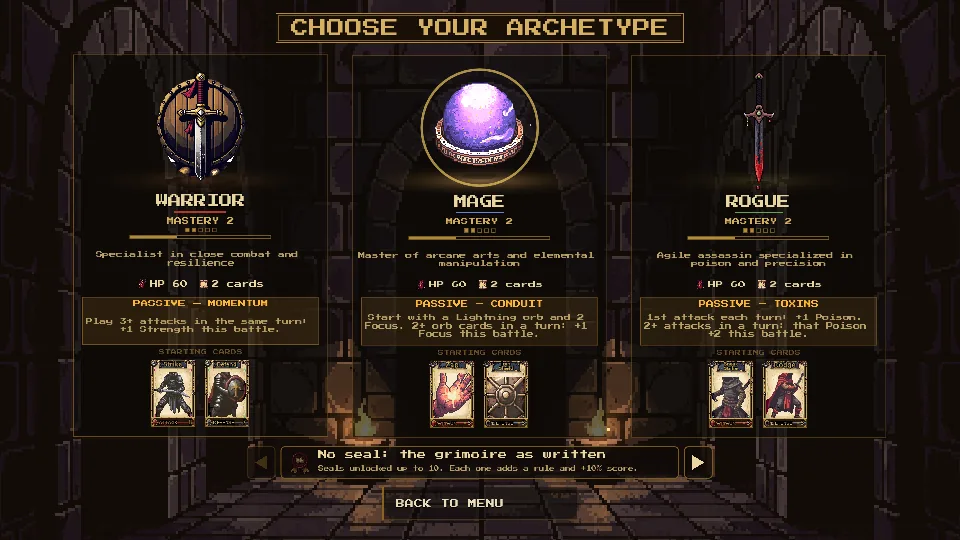 CHOOSE YOUR ARCHETYPE
WARRIOR
MASTERY 2
Specialist in close combat and
resilience
HP 60 2 cards
PASSIVE — MOMENTUM
Play 3+ attacks in the same turn:
+1 Strength this battle.
STARTING CARDS
Strike
Defend
MAGE
MASTERY 2
Master of arcane arts and elemental
manipulation
HP 60 2 cards
PASSIVE — CONDUIT
Start with a Lightning orb and 2
Focus. 2+ orb cards in a turn: +1
Focus this battle.
STARTING CARDS
ROGUE
MASTERY 2
Agile assassin specialized in
poison and precision
HP 60 2 cards
PASSIVE — TOXINS
1st attack each turn: +1 Poison.
2+ attacks in a turn: that Poison
+2 this battle.
STARTING CARDS
Dodge
No seal: the grimoire as written
Seals unlocked up to 10. Each one adds a rule and +10% score.
BACK TO MENU